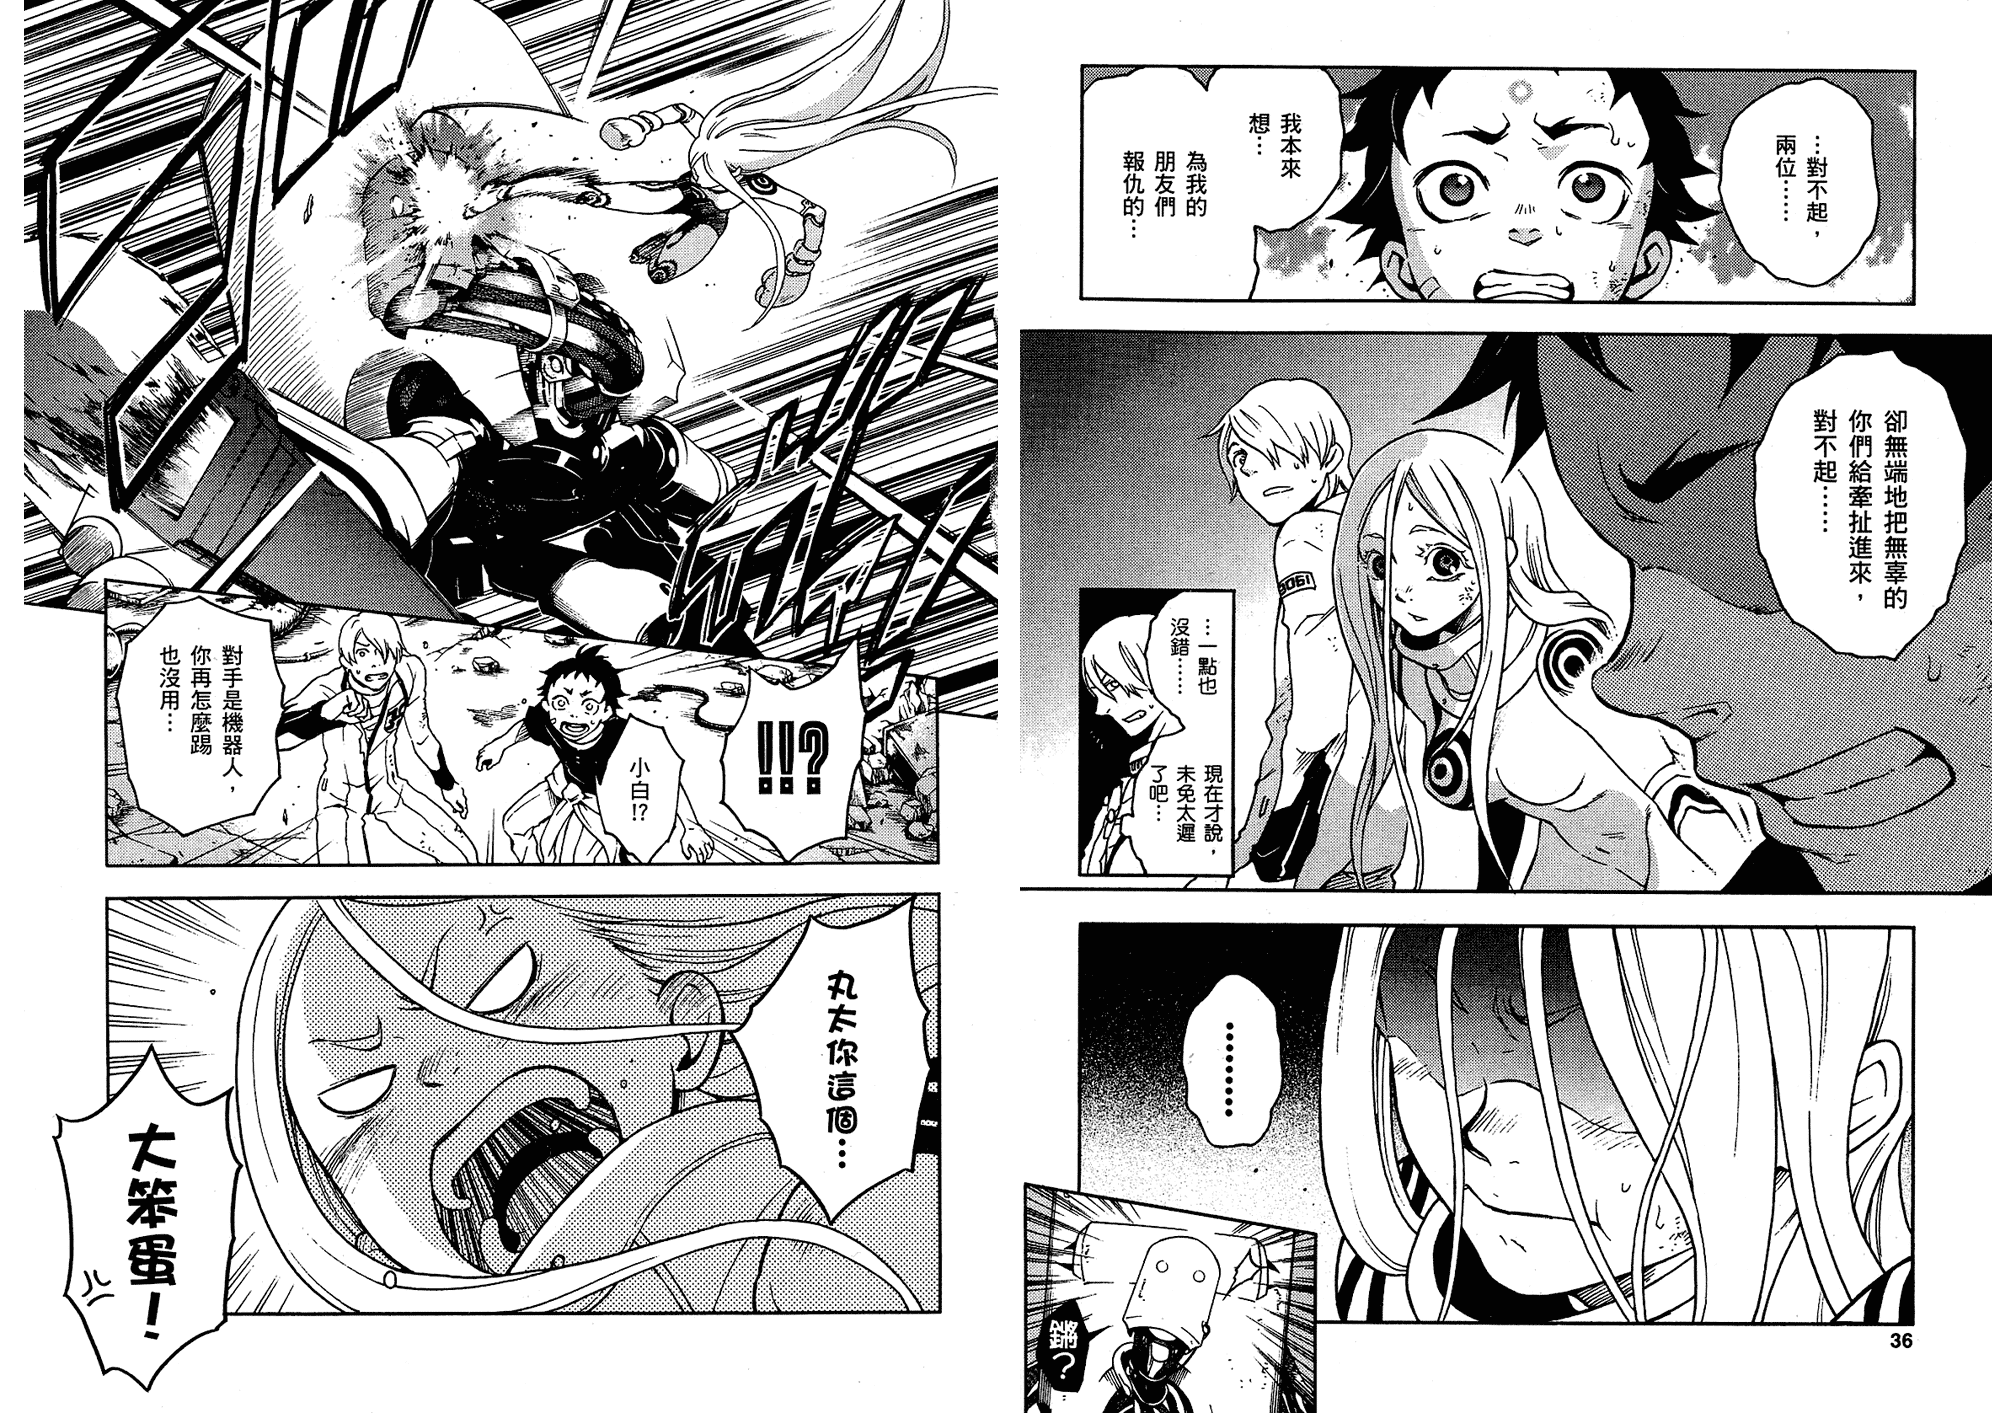 …對不起，
兩位……
我本來
想…
為我的
朋友們
報仇的…
卻無端地把無辜的
你們給牽扯進來，
對不起……
…一點也
沒錯……
現在才說，
未免太遲
了吧…
………
鏘？
36
!!?
小白!?
對手是機器人，
你再怎麼踢
也沒用…
丸太你這個…
大笨蛋！